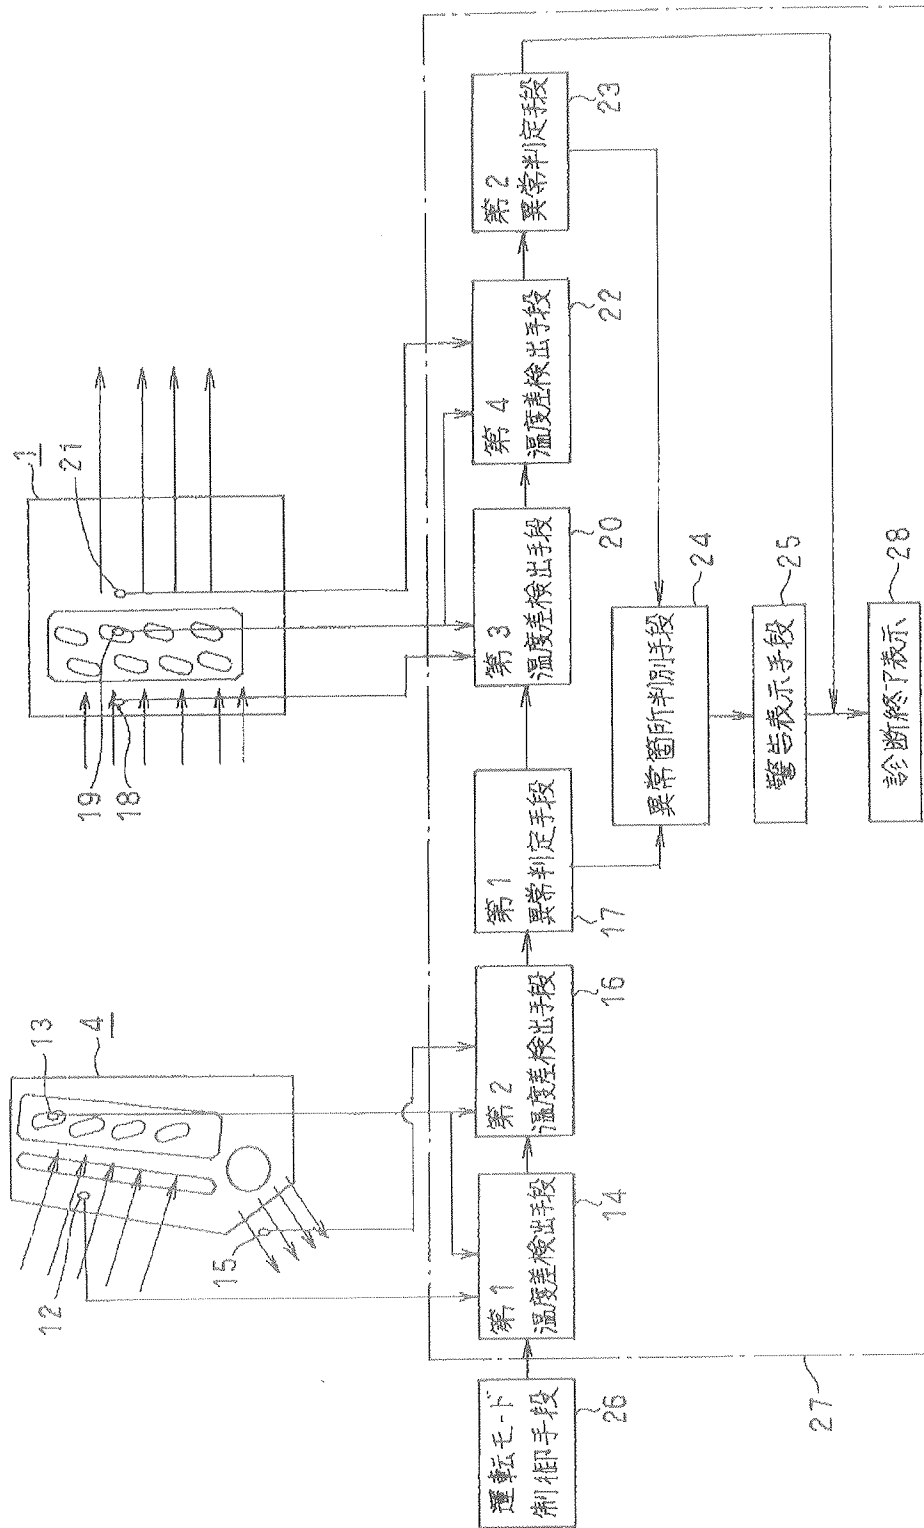 1
21
19
18
13
4
12
15
運転モード
制御手段
26
第1
温度差検出手段
14
第2
温度差検出手段
16
第1
異常判定手段
17
第3
温度差検出手段
20
第4
温度差検出手段
22
第2
異常判定手段
23
異常箇所判別手段
24
警告表示手段
25
診断終了表示
28
27